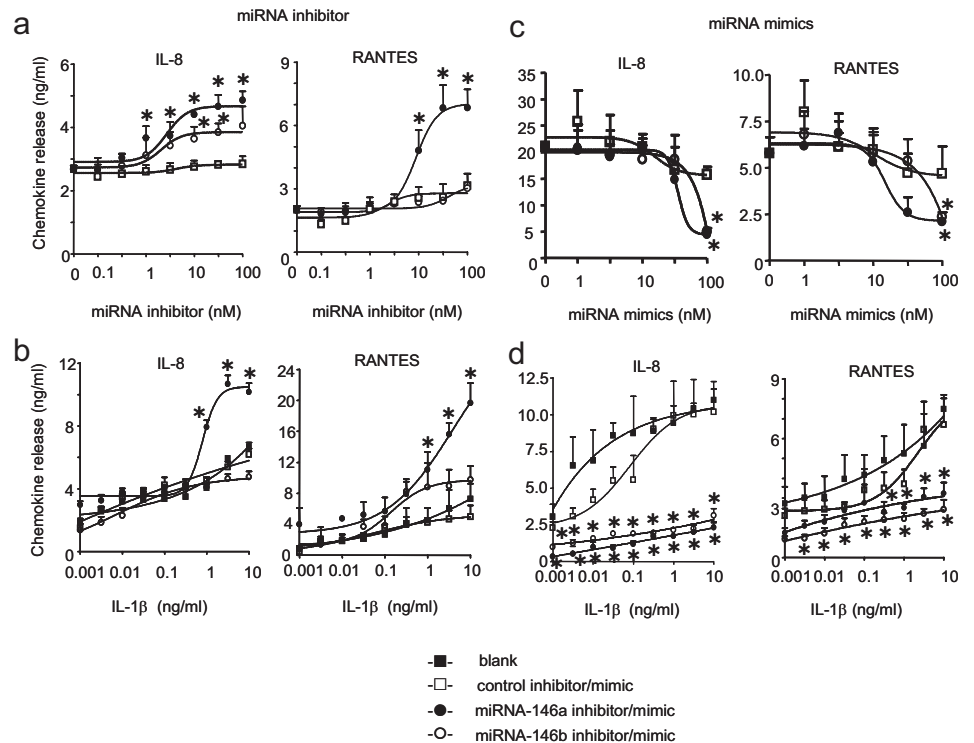 a
miRNA inhibitor
IL-8
RANTES
Chemokine release (ng/ml)
6
4
2
0
0 0.1 1 10 100
9
6
3
0
0 0.1 1 10 100
miRNA inhibitor (nM)
miRNA inhibitor (nM)
c
miRNA mimics
IL-8
RANTES
35
30
25
20
15
10
5
0
0 1 10 100
10.0
7.5
5.0
2.5
0.0
0 1 10 100
miRNA mimics (nM)
miRNA mimics (nM)
b
IL-8
RANTES
Chemokine release (ng/ml)
12
8
4
0
0.001 0.01 0.1 1 10
24
20
16
12
8
4
0
0.001 0.01 0.1 1 10
IL-1β (ng/ml)
IL-1β (ng/ml)
d
IL-8
RANTES
12.5
10.0
7.5
5.0
2.5
0
0.001 0.01 0.1 1 10
9
6
3
0
0.001 0.01 0.1 1 10
IL-1β (ng/ml)
IL-1β (ng/ml)
blank
control inhibitor/mimic
miRNA-146a inhibitor/mimic
miRNA-146b inhibitor/mimic